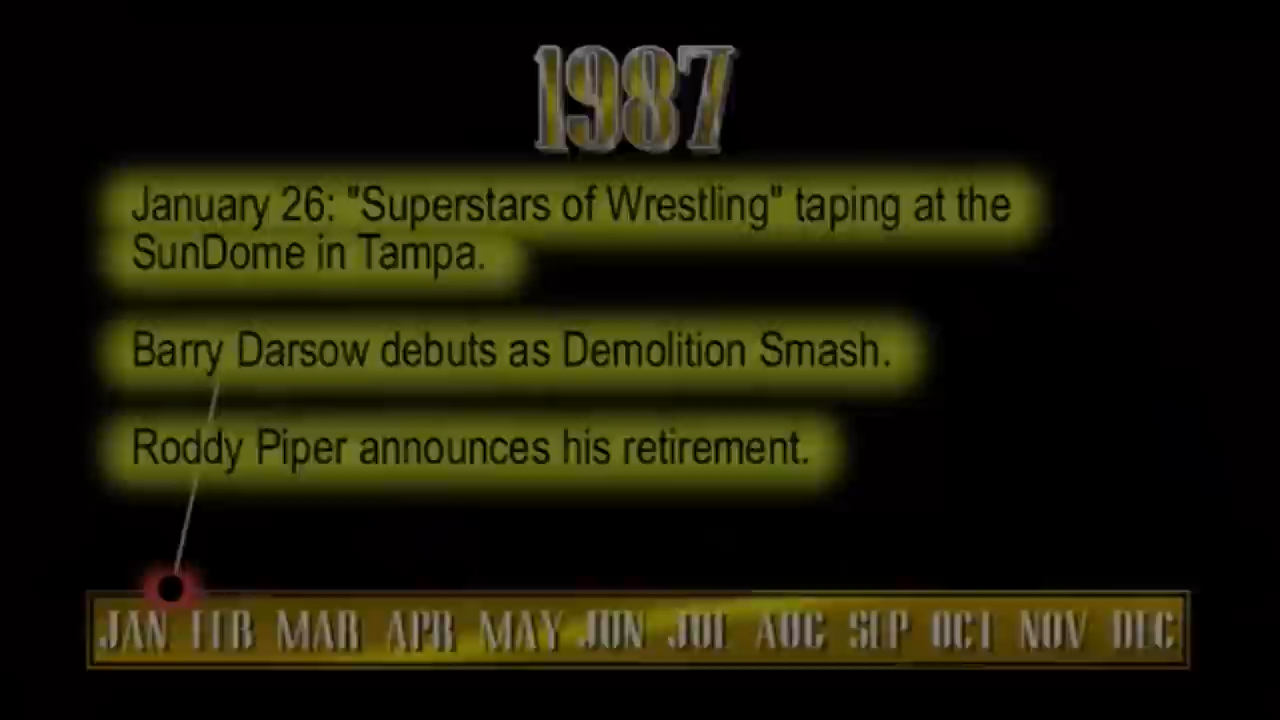 1987
January 26: "Superstars of Wrestling" taping at the
SunDome in Tampa.
Barry Darsow debuts as Demolition Smash.
Roddy Piper announces his retirement.
JAN FEB MAR APR MAY JUN JUL AUG SEP OCT NOV DEC